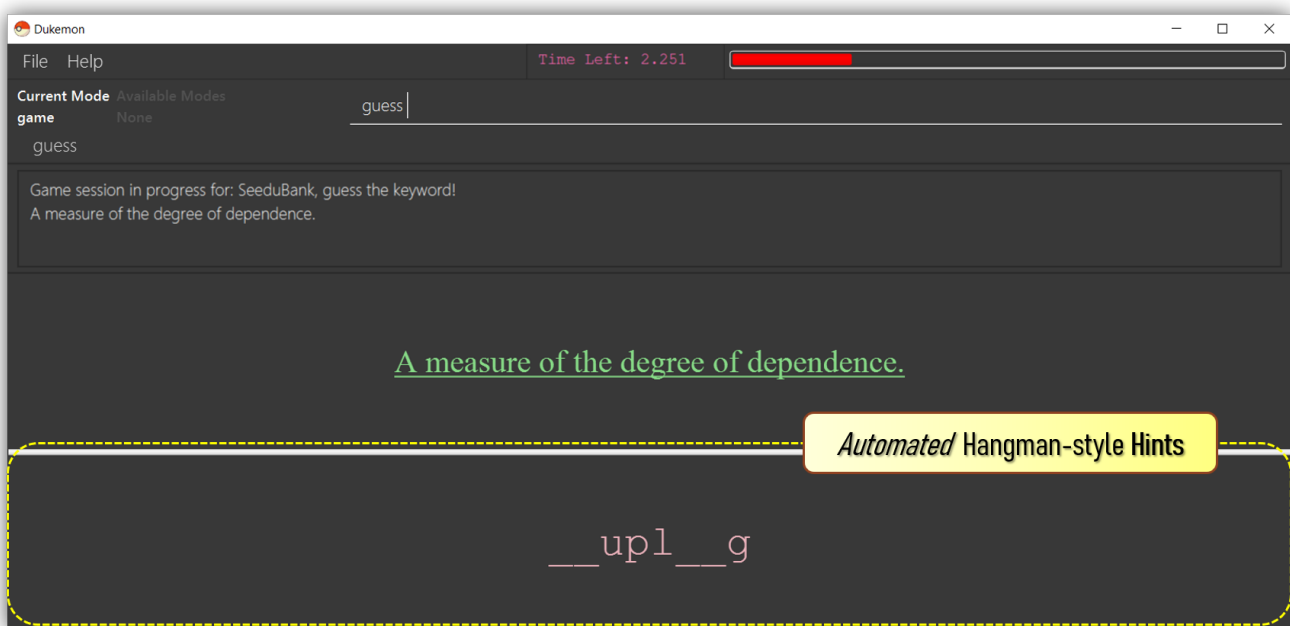 Dukemon
File Help
Time Left: 2.251
Current Mode Available Modes
game None
guess
guess
Game session in progress for: SeeduBank, guess the keyword!
A measure of the degree of dependence.
A measure of the degree of dependence.
Automated Hangman-style Hints
__upl__g